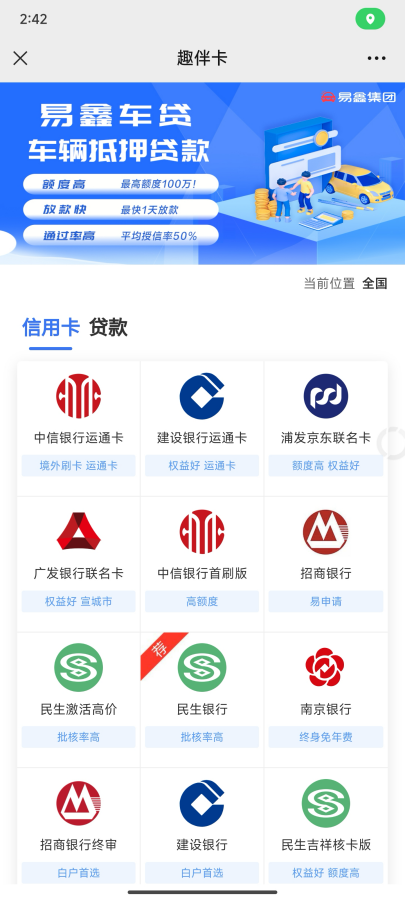 2:42
趣伴卡
易鑫集团
易鑫车贷
车辆抵押贷款
额度高 最高额度100万!
放款快 最快1天放款
通过率高 平均授信率50%
当前位置 全国
信用卡 贷款
中信银行运通卡
境外刷卡 运通卡
建设银行运通卡
权益好 运通卡
浦发京东联名卡
额度高 权益好
广发银行联名卡
权益好 宣城市
中信银行首刷版
高额度
招商银行
易申请
民生激活高价
批核率高
荐
民生银行
批核率高
南京银行
终身免年费
招商银行终审
白户首选
建设银行
白户首选
民生吉祥核卡版
权益好 额度高